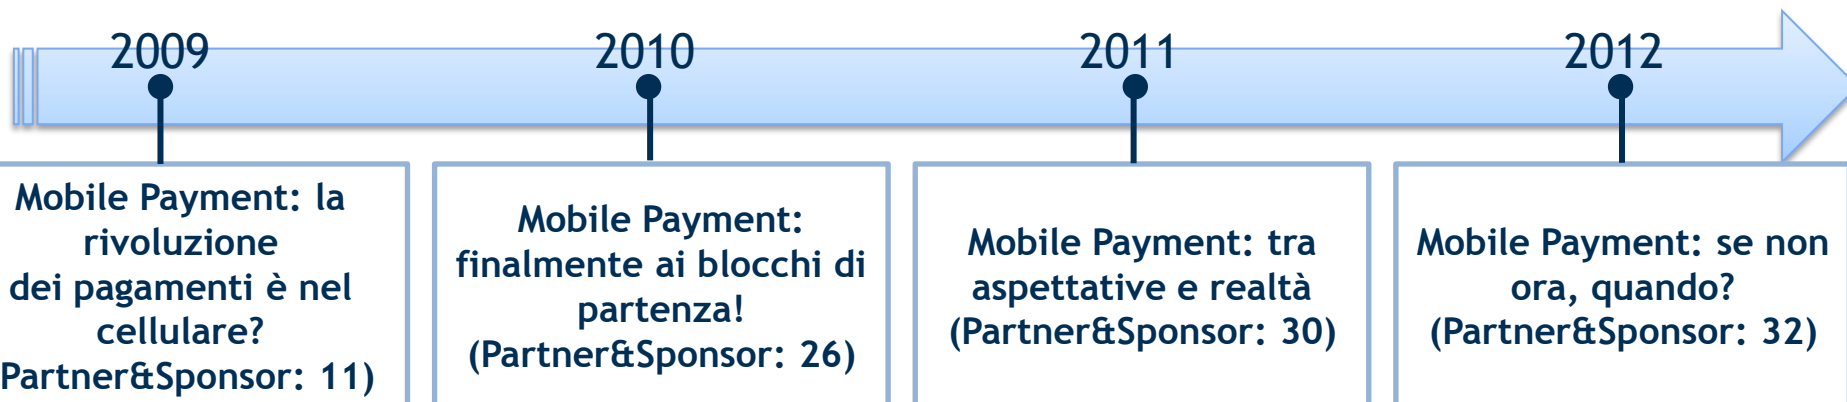 2009
2010
2011
2012
Mobile Payment: la
rivoluzione
dei pagamenti è nel
cellulare?
Partner&Sponsor: 11)
Mobile Payment:
finalmente ai blocchi di
partenza!
(Partner&Sponsor: 26)
Mobile Payment: tra
aspettative e realtà
(Partner&Sponsor: 30)
Mobile Payment: se non
ora, quando?
(Partner&Sponsor: 32)